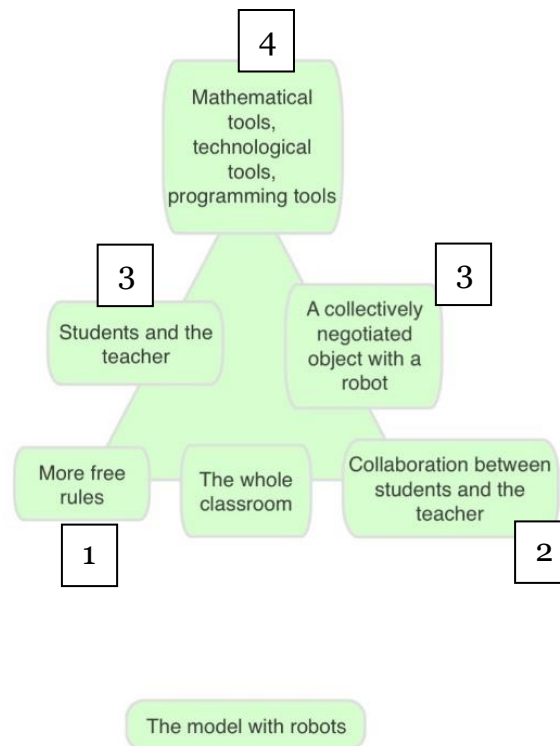 4
Mathematical
tools,
technological
tools,
programming tools
3
Students and the
teacher
3
A collectively
negotiated
object with a
robot
More free
rules
1
The whole
classroom
Collaboration between
students and the
teacher
2
The model with robots